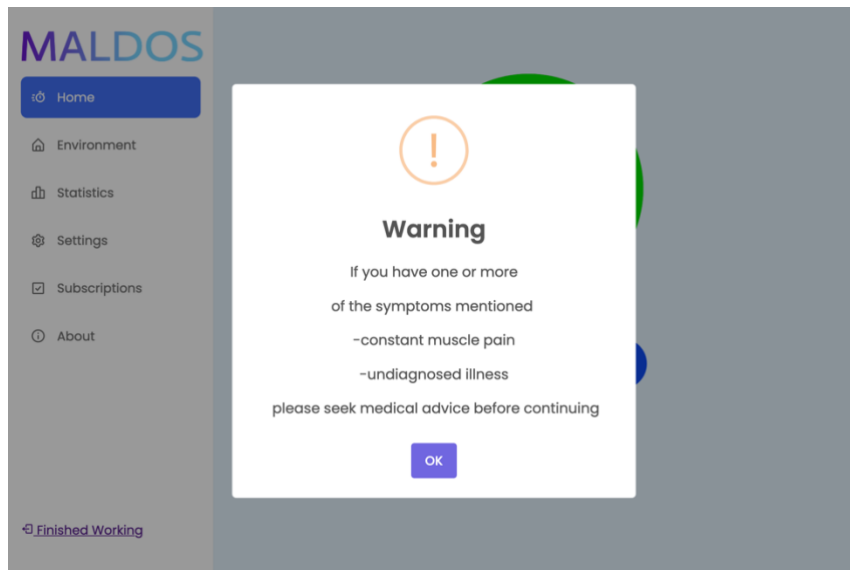 MALDOS
Home
Environment
Statistics
Settings
Subscriptions
About
Finished Working
!
Warning
If you have one or more
of the symptoms mentioned
-constant muscle pain
-undiagnosed illness
please seek medical advice before continuing
OK